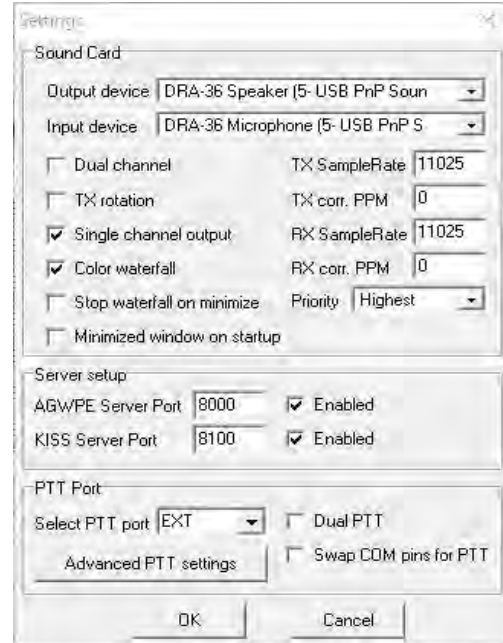 Settings
Sound Card
Output device DRA-36 Speaker (5- USB PnP Soun
Input device DRA-36 Microphone (5- USB PnP S
Dual channel TX SampleRate 11025
TX rotation TX corr. PPM 0
Single channel output RX SampleRate 11025
Color waterfall RX corr. PPM 0
Stop waterfall on minimize Priority Highest
Minimized window on startup
Server setup
AGWPE Server Port 8000 Enabled
KISS Server Port 8100 Enabled
PTT Port
Select PTT port EXT Dual PTT
Advanced PTT settings Swap COM pins for PTT
OK Cancel